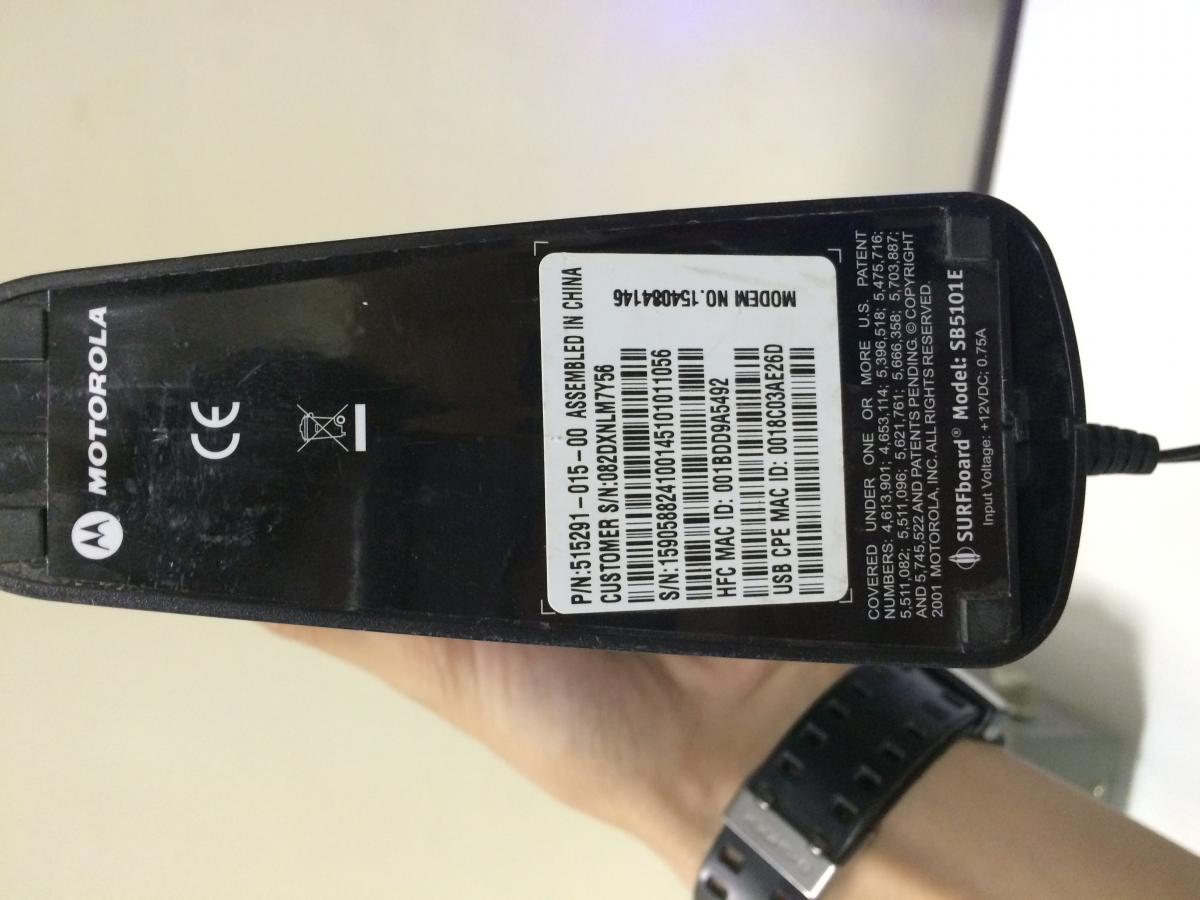 MOTOROLA
CE
P/N:515291-015-00 ASSEMBLED IN CHINA
CUSTOMER S/N:082DXNLM7Y56
S/N:159058824100145101011056
HFC MAC ID: 001BDD9A5492
USB CPE MAC ID: 0018C03AE26D
MODEM NO.154084146
COVERED UNDER ONE OR MORE U.S. PATENT
NUMBERS: 4,613,901; 4,653,114; 5,396,518; 5,475,716;
5,511,082; 5,511,096; 5,621,761; 5,666,358; 5,703,887;
AND 5,745,522 AND PATENTS PENDING. © COPYRIGHT
2001 MOTOROLA, INC. ALL RIGHTS RESERVED.
SURFboard® Model: SB5101E
Input Voltage: +12VDC; 0.75A